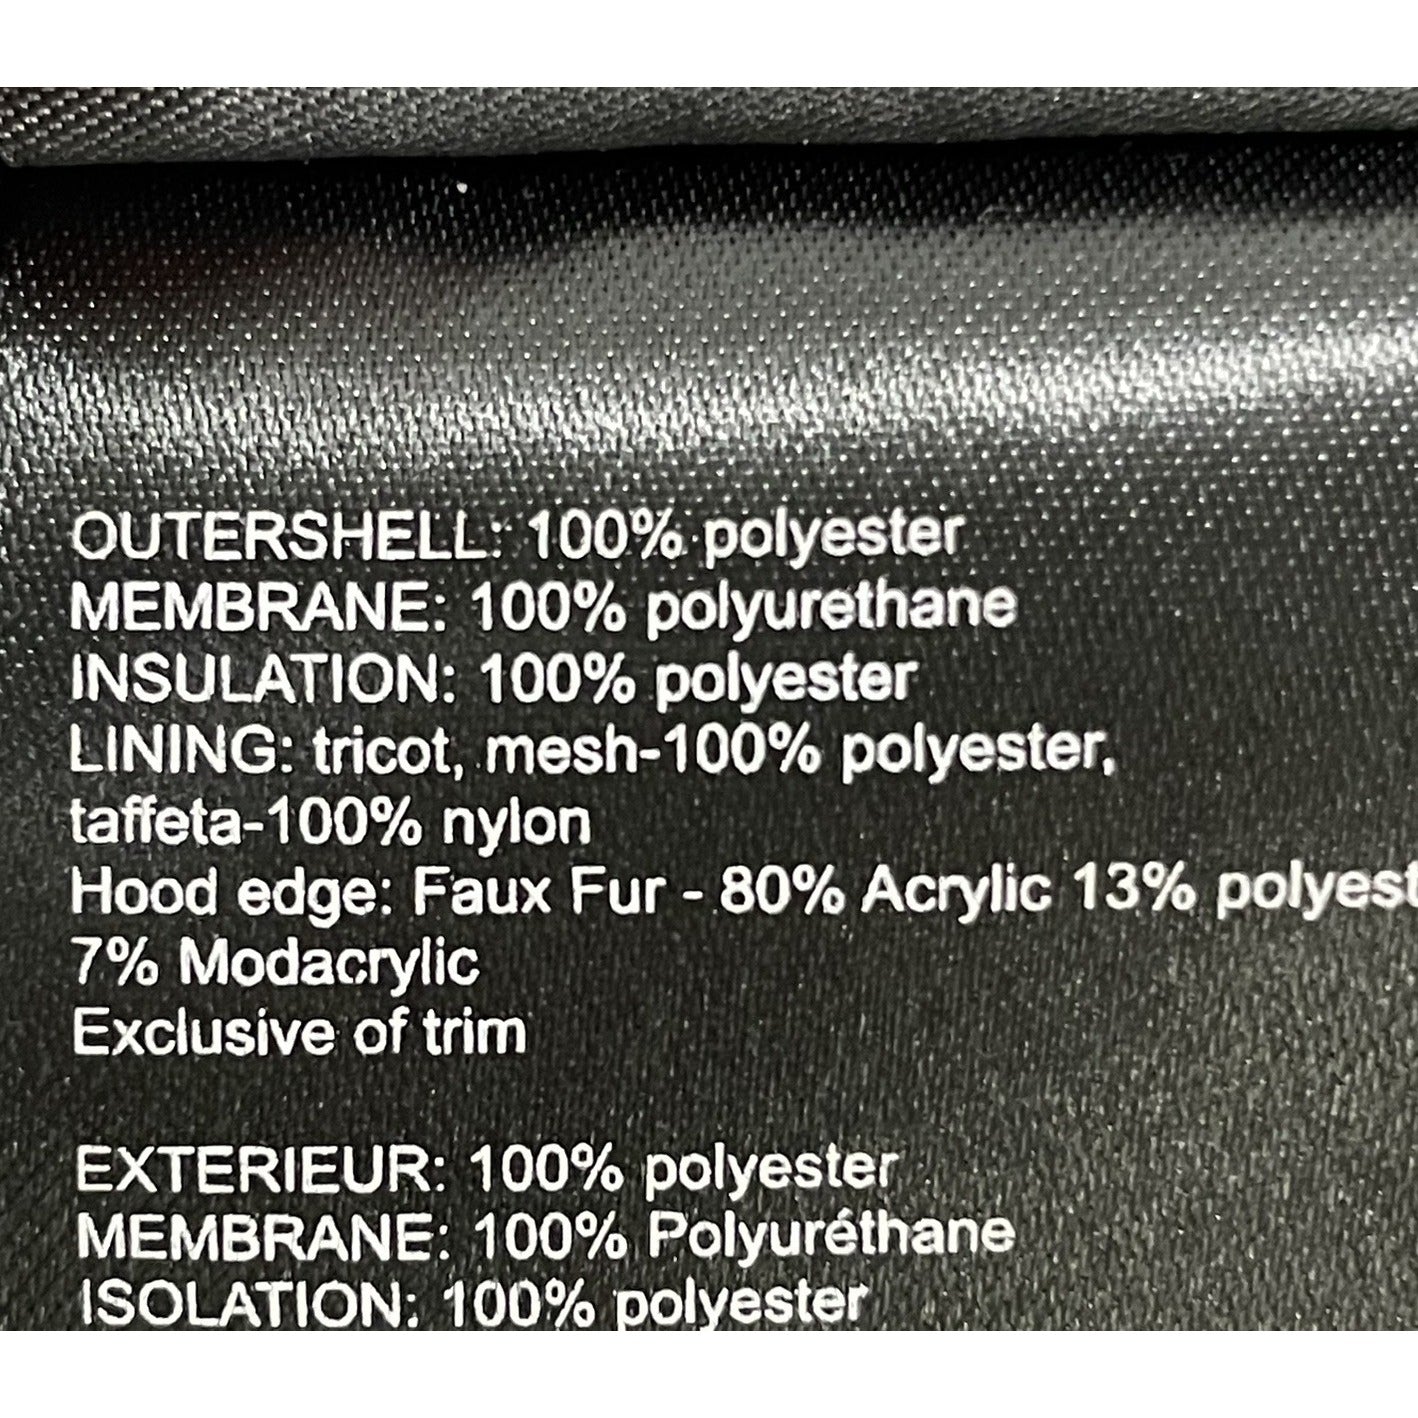 OUTERSHELL: 100% polyester
MEMBRANE: 100% polyurethane
INSULATION: 100% polyester
LINING: tricot, mesh-100% polyester,
taffeta-100% nylon
Hood edge: Faux Fur - 80% Acrylic 13% polyest
7% Modacrylic
Exclusive of trim
EXTERIEUR: 100% polyester
MEMBRANE: 100% Polyuréthane
ISOLATION: 100% polyester